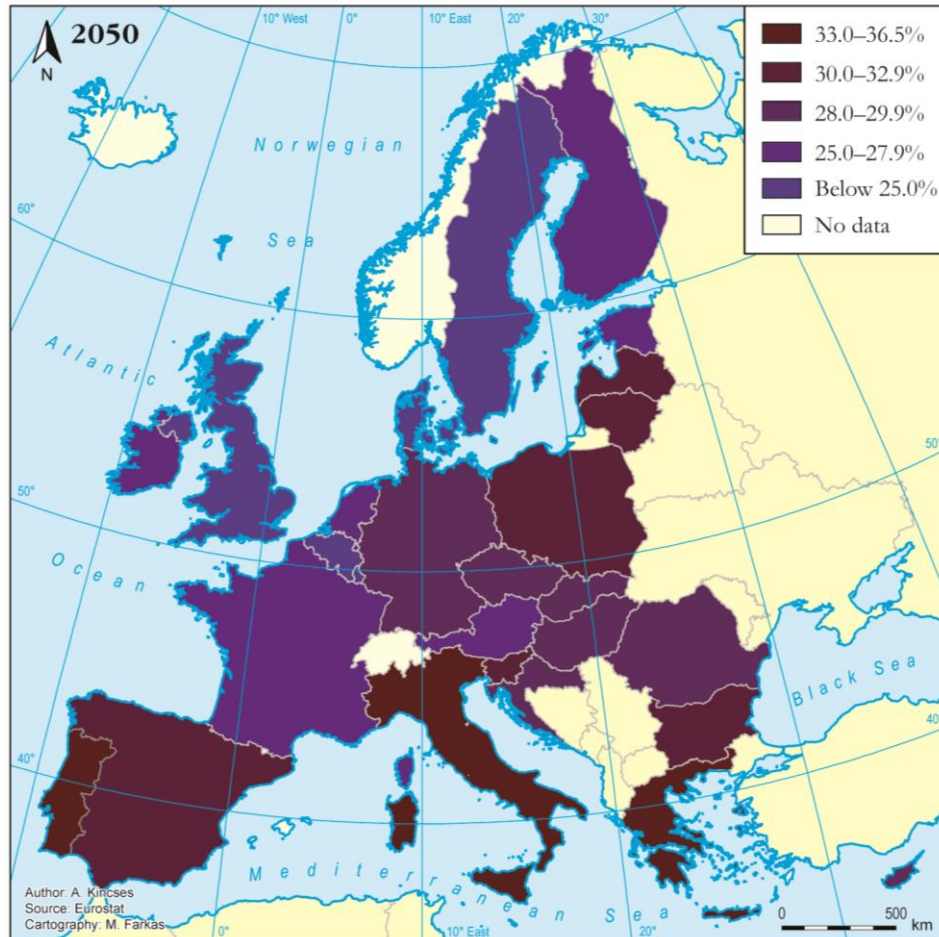 2050
N
10° West
0°
10° East
20°
30°
33.0–36.5%
30.0–32.9%
28.0–29.9%
25.0–27.9%
Below 25.0%
No data
Norwegian
Sea
60°
Atlantic
50°
50°
Ocean
Black Sea
40°
40°
Mediterranean Sea
Author: A. Kincses
Source: Eurostat
Cartography: M. Farkas
0°
10° East
20°
30°
0 500
km